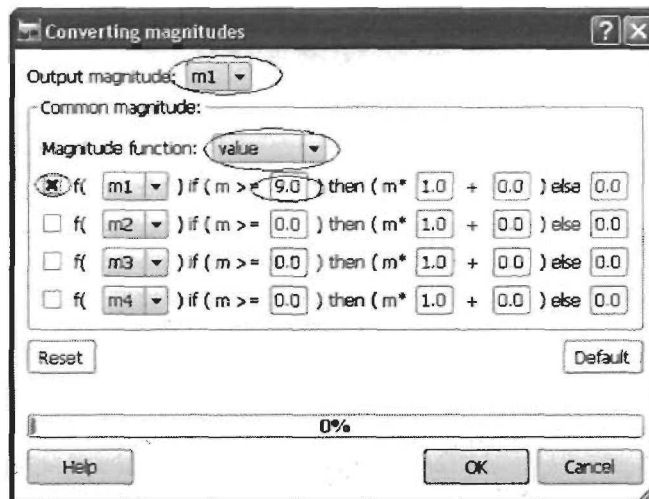 Converting magnitudes
Output magnitude: m1
Common magnitude:
Magnitude function: value
f( m1 ) if ( m >= 9.0 ) then ( m* 1.0 + 0.0 ) else 0.0
f( m2 ) if ( m >= 0.0 ) then ( m* 1.0 + 0.0 ) else 0.0
f( m3 ) if ( m >= 0.0 ) then ( m* 1.0 + 0.0 ) else 0.0
f( m4 ) if ( m >= 0.0 ) then ( m* 1.0 + 0.0 ) else 0.0
Reset Default
0%
Help OK Cancel